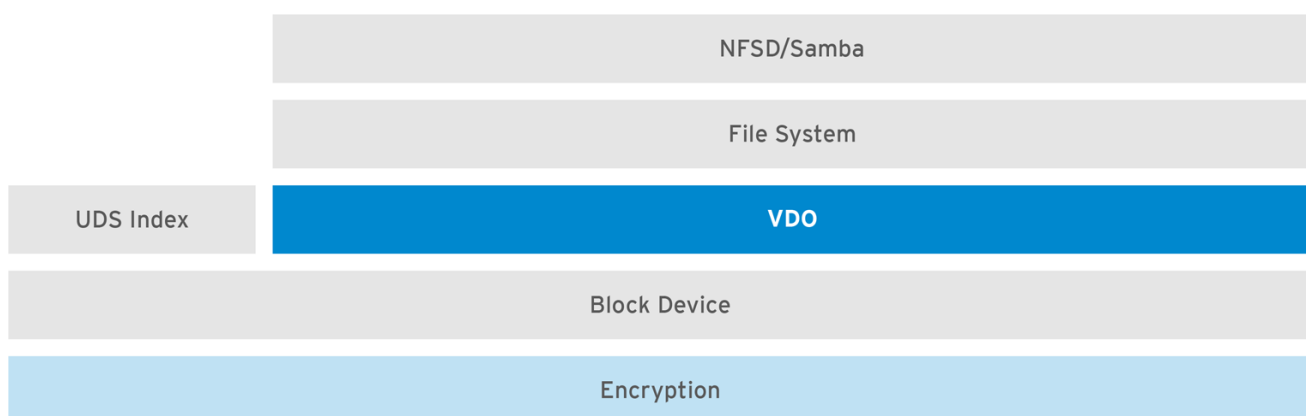 NFSD/Samba
File System
UDS Index
VDO
Block Device
Encryption